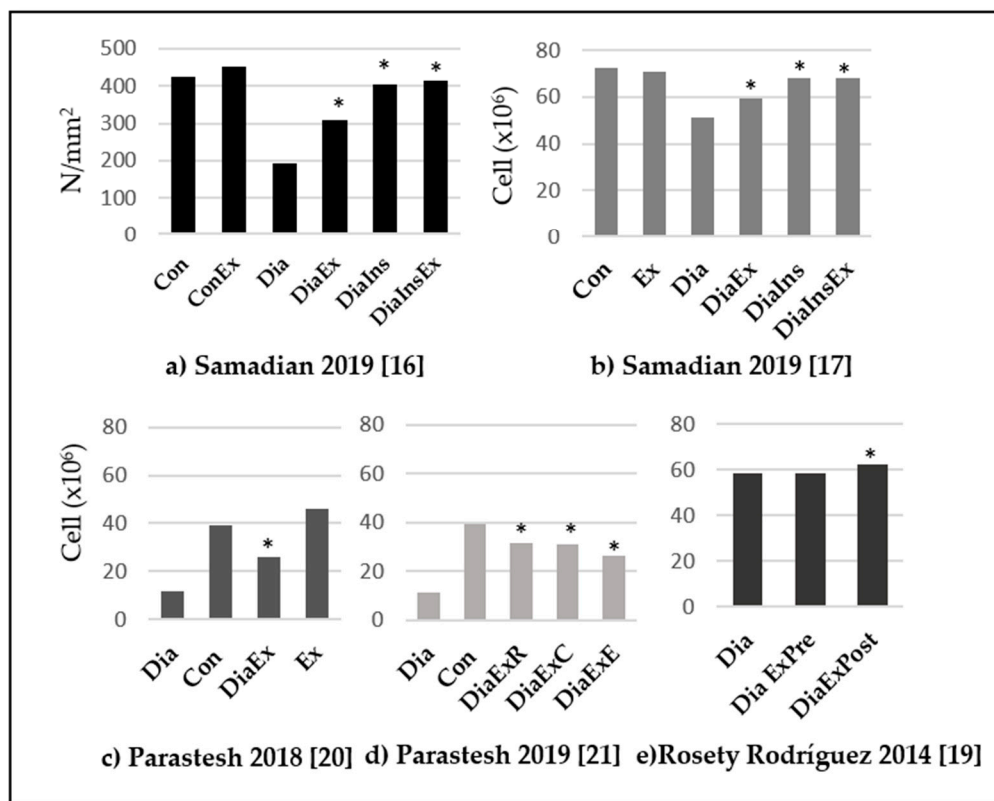 500
400
300
200
100
0
N/mm²
*
*
*
Con
ConEx
Dia
DiaEx
DiaIns
DiaInsEx
a) Samadian 2019 [16]
80
60
40
20
0
Cell (x10⁶)
*
*
*
Con
Ex
Dia
DiaEx
DiaIns
DiaInsEx
b) Samadian 2019 [17]
80
60
40
20
0
Cell (x10⁶)
*
Dia
Con
DiaEx
Ex
c) Parastesh 2018 [20]
80
60
40
20
0
*
*
*
Dia
Con
DiaExR
DiaExC
DiaExE
d) Parastesh 2019 [21]
80
60
40
20
0
*
Dia
Dia ExPre
DiaExPost
e)Rosety Rodríguez 2014 [19]